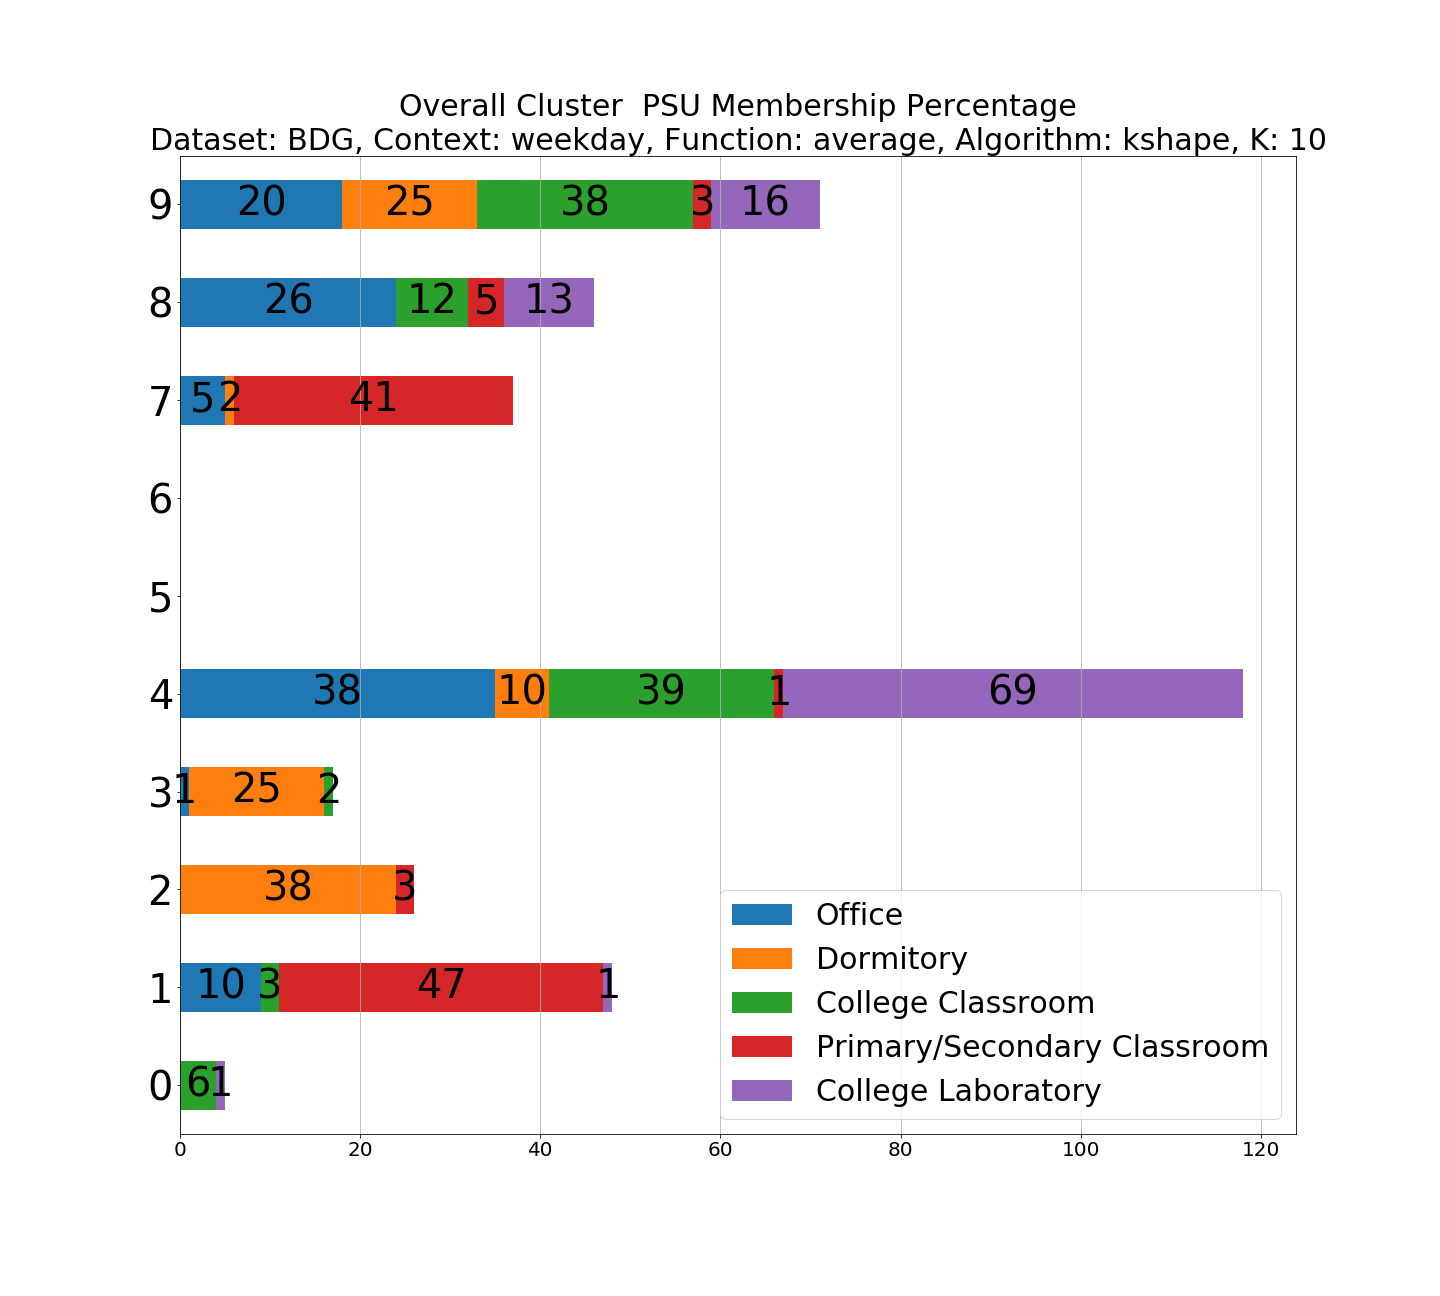 Overall Cluster  PSU Membership Percentage
Dataset: BDG, Context: weekday, Function: average, Algorithm: kshape, K: 10
9 20 25 38 3 16
8 26 12 5 13
7 5 2 41
6
5
4 38 10 39 1 69
3 1 25 2
2 38 3
1 10 3 47 1
0 6 1
Office
Dormitory
College Classroom
Primary/Secondary Classroom
College Laboratory
0 20 40 60 80 100 120